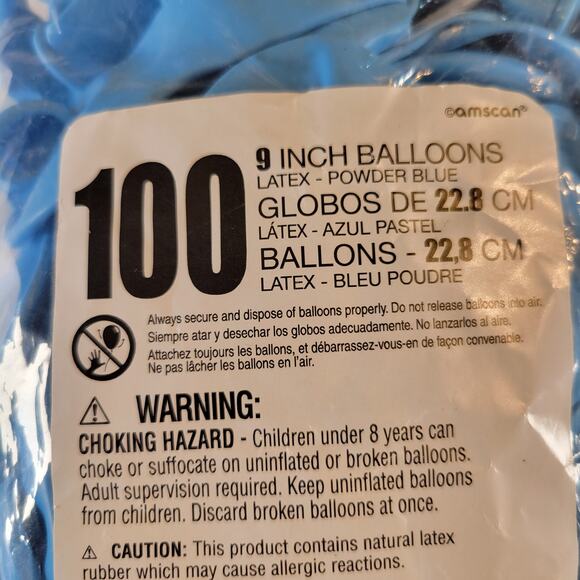 ©amscan®
100
9 INCH BALLOONS
LATEX - POWDER BLUE
GLOBOS DE 22.8 CM
LÁTEX - AZUL PASTEL
BALLONS - 22,8 CM
LATEX - BLEU POUDRE
Always secure and dispose of balloons properly. Do not release balloons into air.
Siempre atar y desechar los globos adecuadamente. No lanzarlos al aire.
Attachez toujours les ballons, et débarrassez-vous-en de façon convenable.
Ne pas lâcher les ballons en l'air.
⚠ WARNING:
CHOKING HAZARD - Children under 8 years can
choke or suffocate on uninflated or broken balloons.
Adult supervision required. Keep uninflated balloons
from children. Discard broken balloons at once.
⚠ CAUTION: This product contains natural latex
rubber which may cause allergic reactions.